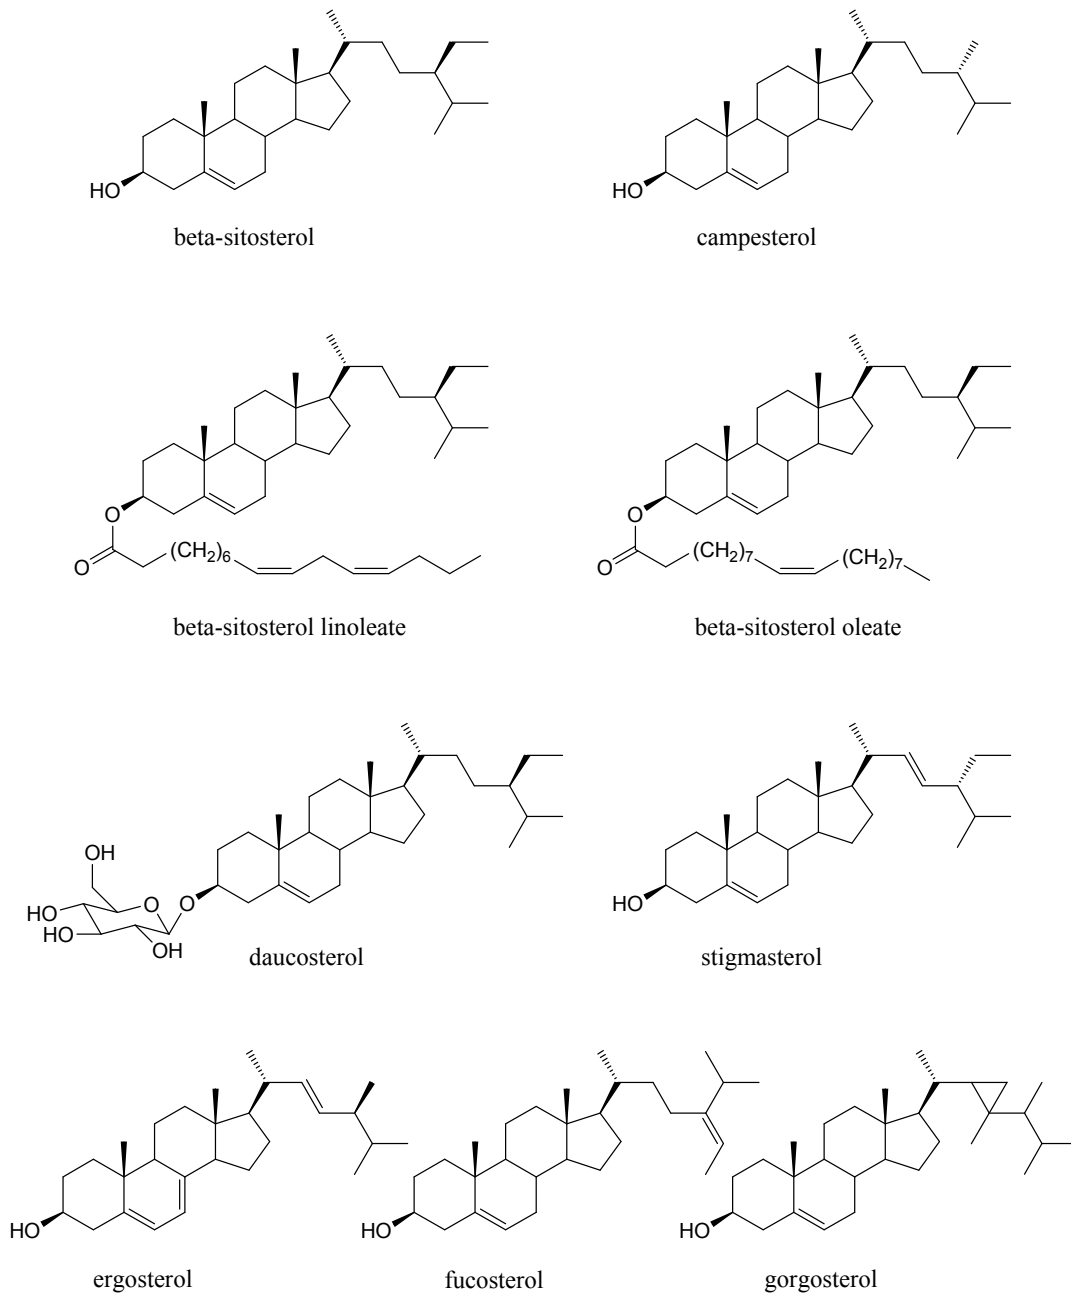 HO
HO
beta-sitosterol
campesterol
O
O
(CH2)6
(CH2)7
(CH2)7
O
O
beta-sitosterol linoleate
beta-sitosterol oleate
OH
O
O
HO
HO
OH
HO
daucosterol
stigmasterol
HO
HO
HO
ergosterol
fucosterol
gorgosterol